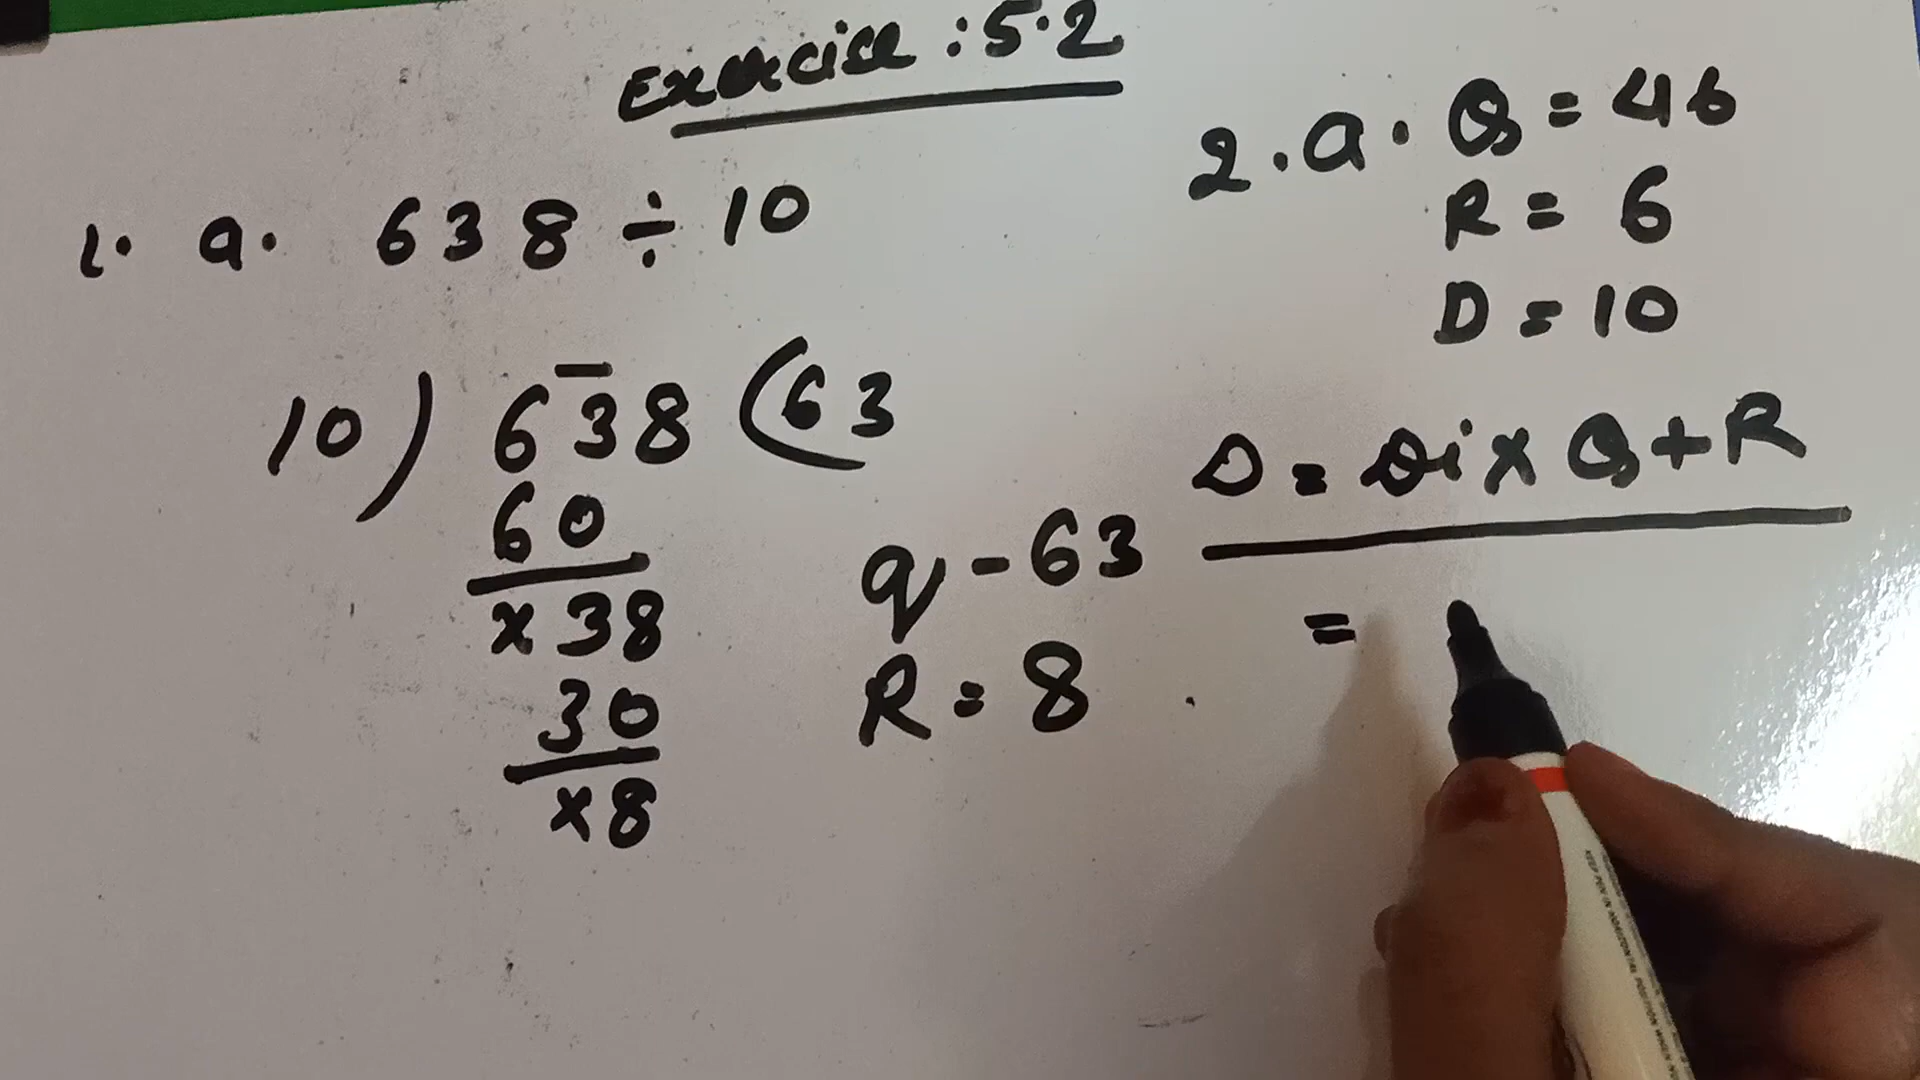 Exercise : 5.2
1. a. 638 ÷ 10
10 ) 638 ( 63
60
x 38
30
x 8
q - 63
R = 8
2. a. Q = 46
R = 6
D = 10
D = Di x Q + R
=